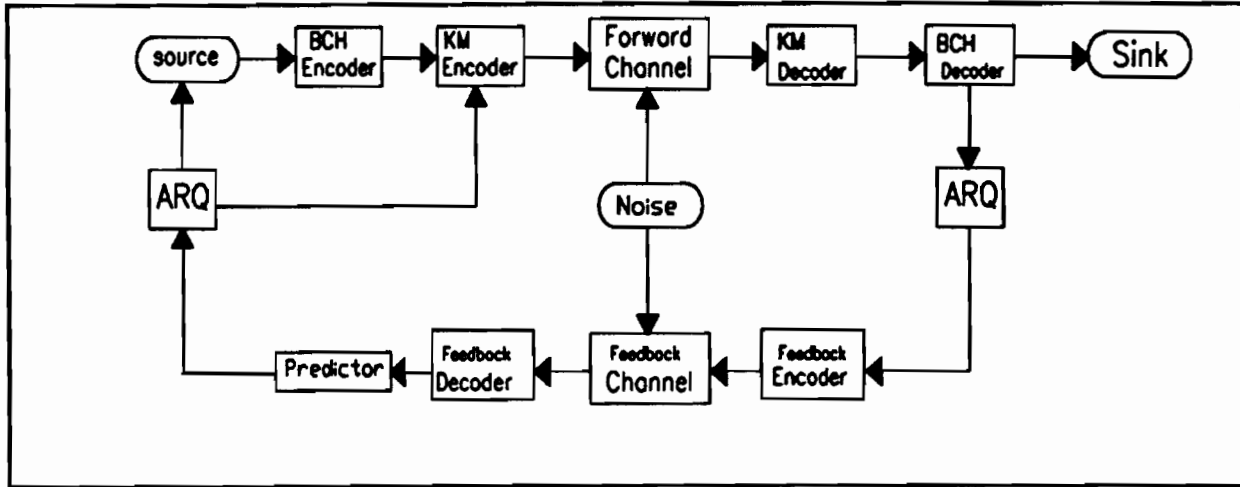 source
BCH
Encoder
KM
Encoder
Forward
Channel
KM
Decoder
BCH
Decoder
Sink
ARQ
Noise
ARQ
Predictor
Feedback
Decoder
Feedback
Channel
Feedback
Encoder